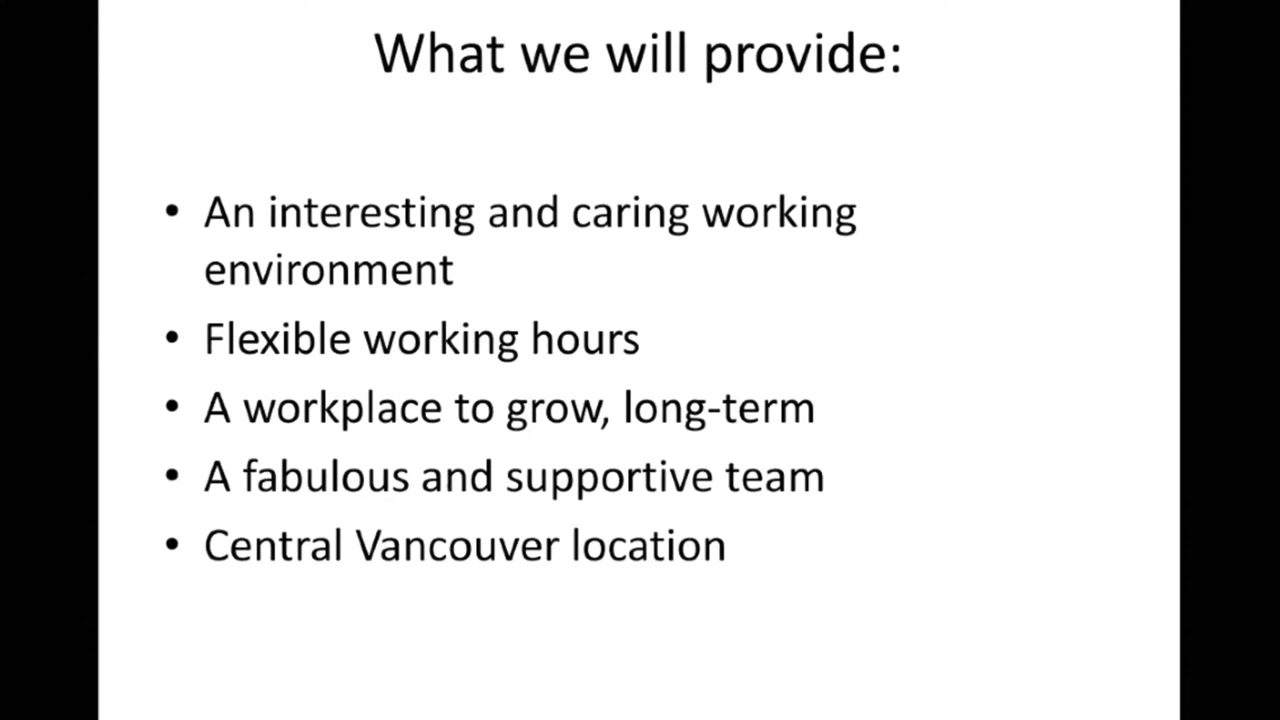 What we will provide:
• An interesting and caring working
environment
• Flexible working hours
• A workplace to grow, long-term
• A fabulous and supportive team
• Central Vancouver location